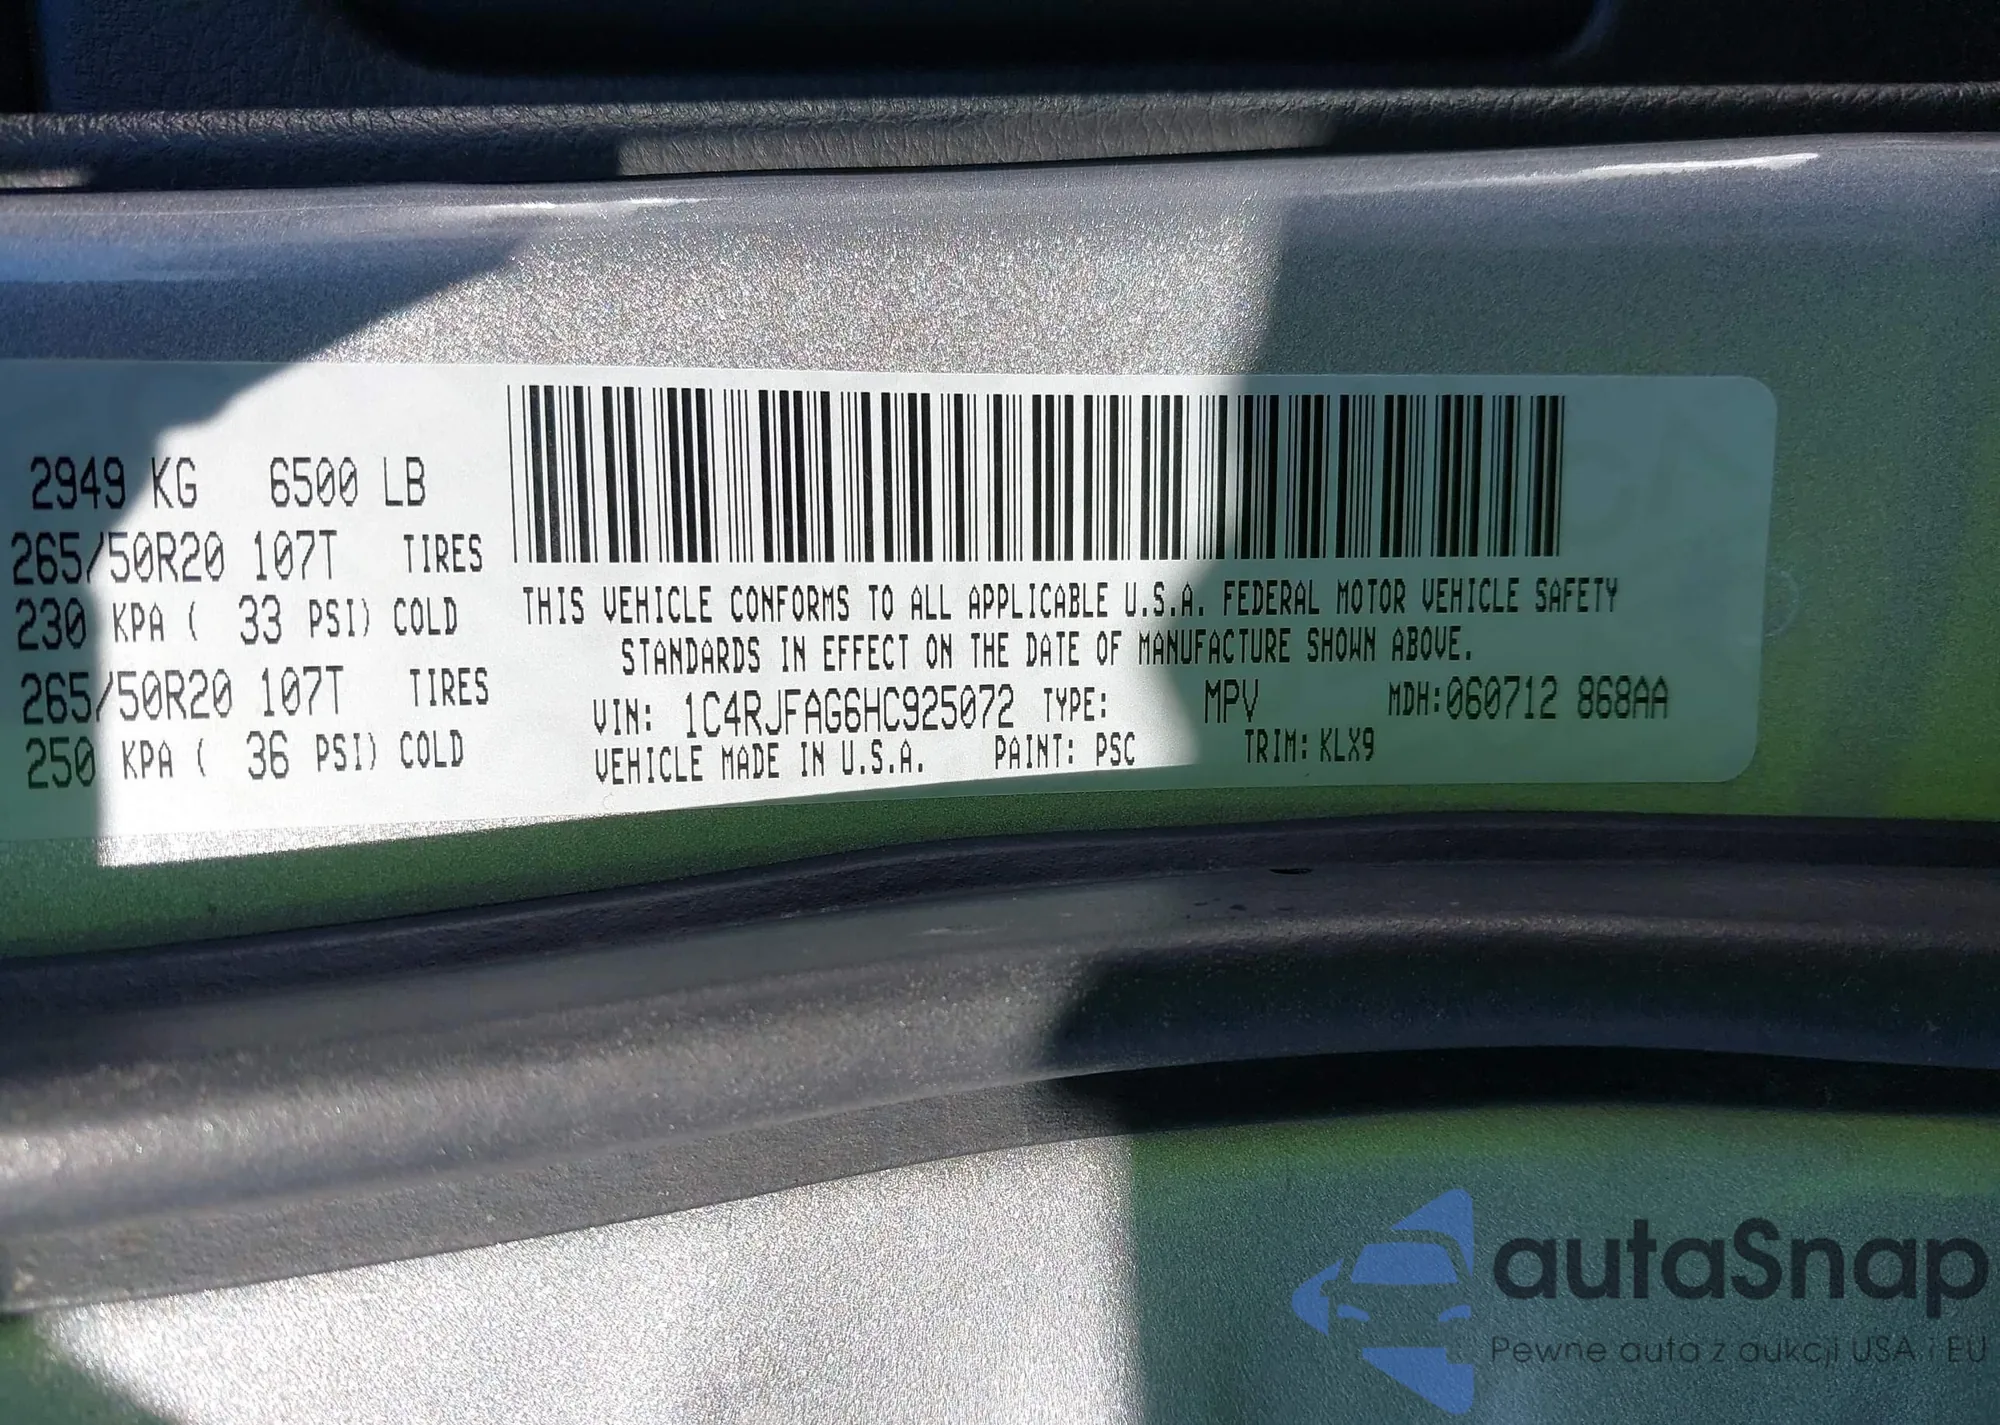 2949 KG 6500 LB
265/50R20 107T TIRES
230 KPA ( 33 PSI) COLD
265/50R20 107T TIRES
250 KPA ( 36 PSI) COLD
THIS VEHICLE CONFORMS TO ALL APPLICABLE U.S.A. FEDERAL MOTOR VEHICLE SAFETY
STANDARDS IN EFFECT ON THE DATE OF MANUFACTURE SHOWN ABOVE.
VIN: 1C4RJFAG6HC925072 TYPE: MPV MDH:060712 868AA
VEHICLE MADE IN U.S.A. PAINT: PSC TRIM: KLX9
autaSnap
Pewne auta z aukcji USA i EU